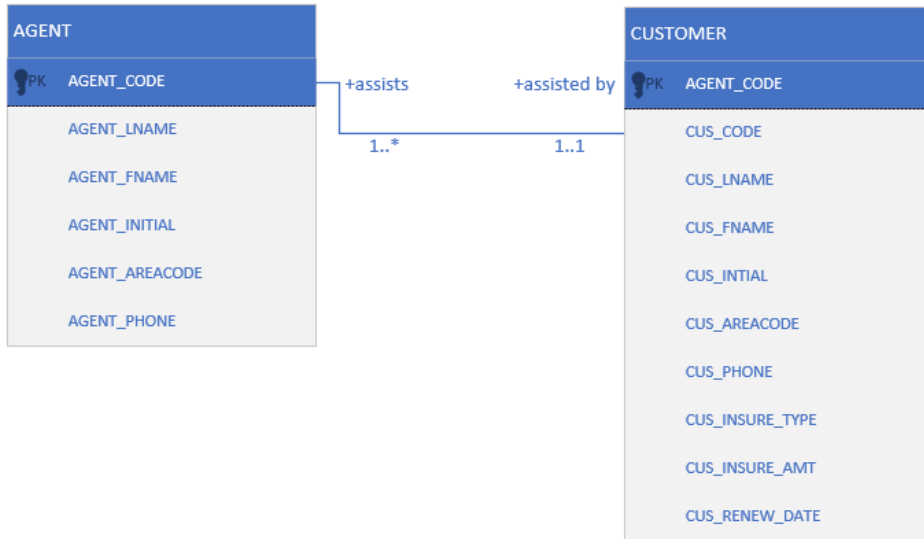 AGENT
PK AGENT_CODE
AGENT_LNAME
AGENT_FNAME
AGENT_INITIAL
AGENT_AREACODE
AGENT_PHONE
+assists
+assisted by
1..*
1..1
CUSTOMER
PK AGENT_CODE
CUS_CODE
CUS_LNAME
CUS_FNAME
CUS_INTIAL
CUS_AREACODE
CUS_PHONE
CUS_INSURE_TYPE
CUS_INSURE_AMT
CUS_RENEW_DATE